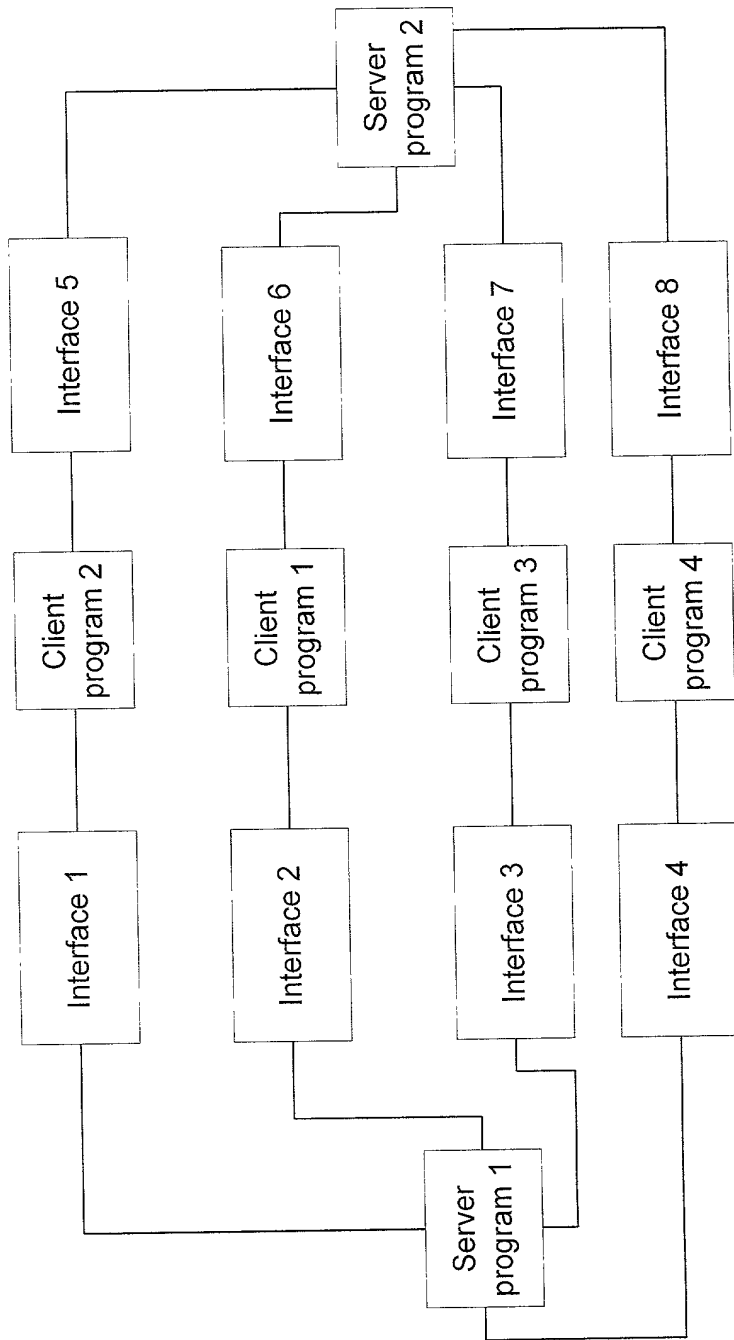 Interface 1
Client
program 2
Interface 5
Interface 2
Client
program 1
Interface 6
Server
program 1
Server
program 2
Interface 3
Client
program 3
Interface 7
Interface 4
Client
program 4
Interface 8